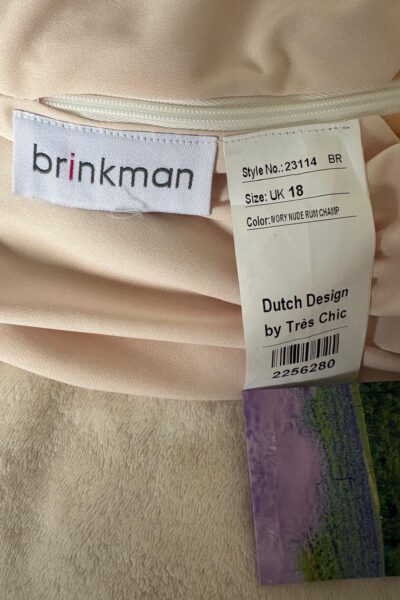 brinkman
Style No.: 23114 BR
Size: UK 18
Color: IVORY NUDE RUM CHAMP
Dutch Design
by Très Chic
2256280